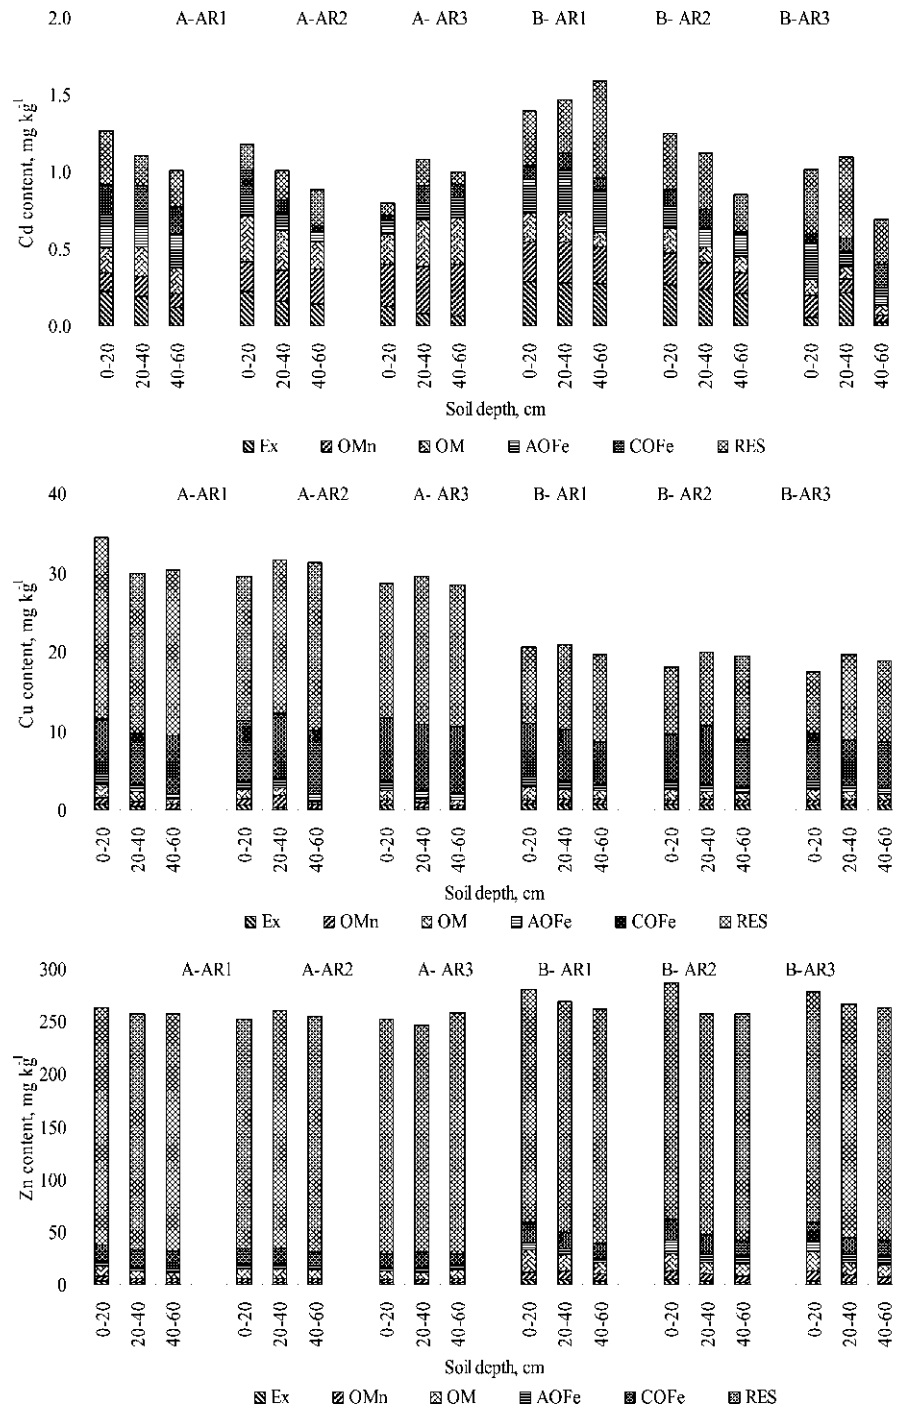 2.0 A-AR1 A-AR2 A- AR3 B- AR1 B- AR2 B-AR3
1.5
1.0
0.5
0.0
Cd content, mg kg-1
0-20 20-40 40-60 0-20 20-40 40-60 0-20 20-40 40-60 0-20 20-40 40-60 0-20 20-40 40-60 0-20 20-40 40-60
Soil depth, cm
Ex OMn OM AOFe COFe RES
40 A-AR1 A-AR2 A- AR3 B- AR1 B- AR2 B-AR3
30
20
10
0
Cu content, mg kg-1
0-20 20-40 40-60 0-20 20-40 40-60 0-20 20-40 40-60 0-20 20-40 40-60 0-20 20-40 40-60 0-20 20-40 40-60
Soil depth, cm
Ex OMn OM AOFe COFe RES
300 A-AR1 A-AR2 A- AR3 B- AR1 B- AR2 B-AR3
250
200
150
100
50
0
Zn content, mg kg-1
0-20 20-40 40-60 0-20 20-40 40-60 0-20 20-40 40-60 0-20 20-40 40-60 0-20 20-40 40-60 0-20 20-40 40-60
Soil depth, cm
Ex OMn OM AOFe COFe RES